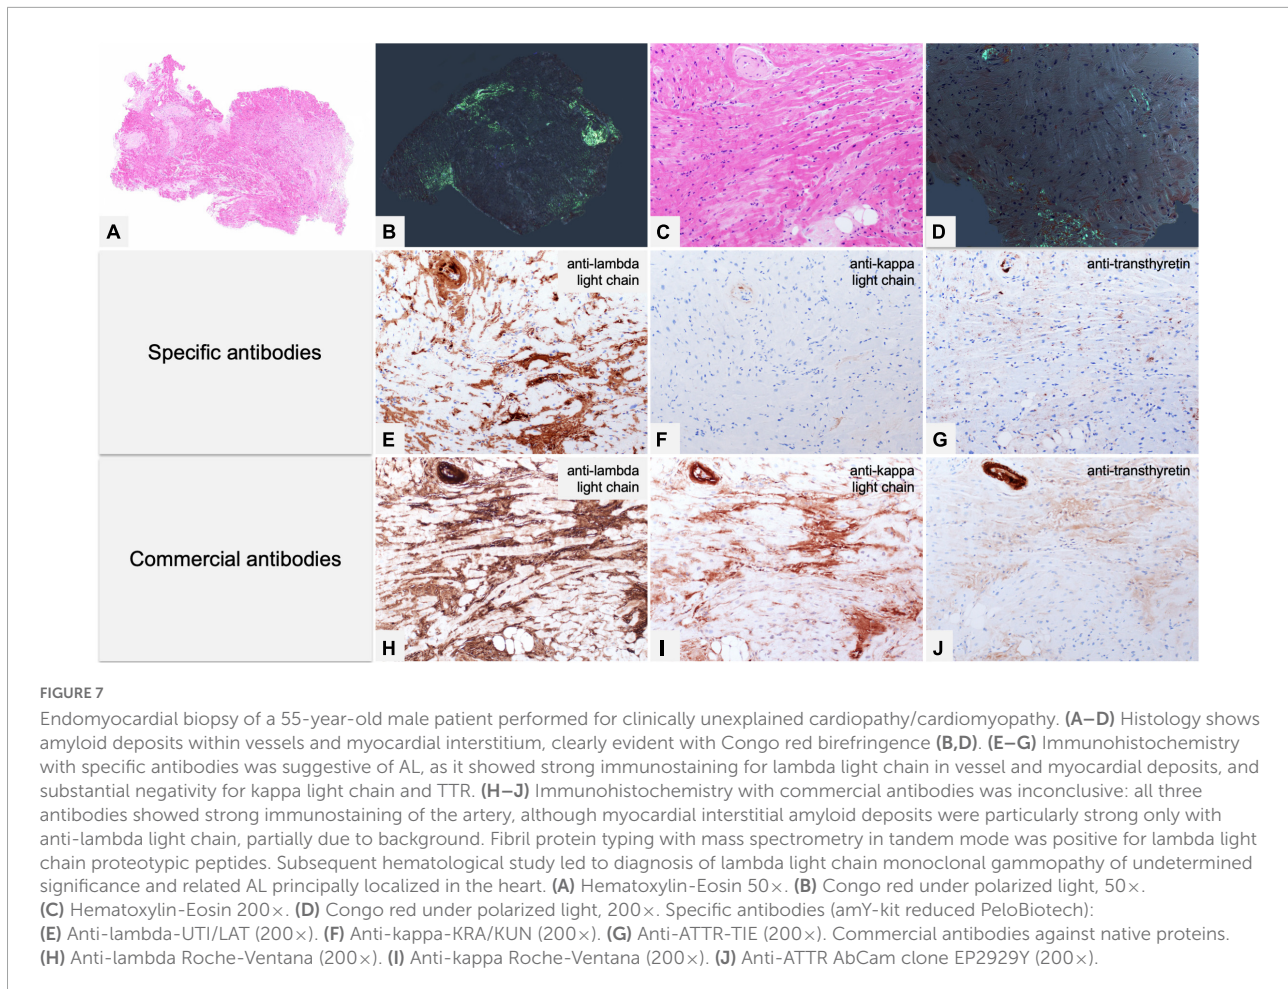 A
B
C
D
Specific antibodies
anti-lambda
light chain
E
anti-kappa
light chain
F
anti-transthyretin
G
Commercial antibodies
anti-lambda
light chain
H
anti-kappa
light chain
I
anti-transthyretin
J
FIGURE 7
Endomyocardial biopsy of a 55-year-old male patient performed for clinically unexplained cardiopathy/cardiomyopathy. (A–D) Histology shows
amyloid deposits within vessels and myocardial interstitium, clearly evident with Congo red birefringence (B,D). (E–G) Immunohistochemistry
with specific antibodies was suggestive of AL, as it showed strong immunostaining for lambda light chain in vessel and myocardial deposits, and
substantial negativity for kappa light chain and TTR. (H–J) Immunohistochemistry with commercial antibodies was inconclusive: all three
antibodies showed strong immunostaining of the artery, although myocardial interstitial amyloid deposits were particularly strong only with
anti-lambda light chain, partially due to background. Fibril protein typing with mass spectrometry in tandem mode was positive for lambda light
chain proteotypic peptides. Subsequent hematological study led to diagnosis of lambda light chain monoclonal gammopathy of undetermined
significance and related AL principally localized in the heart. (A) Hematoxylin-Eosin 50×. (B) Congo red under polarized light, 50×.
(C) Hematoxylin-Eosin 200×. (D) Congo red under polarized light, 200×. Specific antibodies (amY-kit reduced PeloBiotech):
(E) Anti-lambda-UTI/LAT (200×). (F) Anti-kappa-KRA/KUN (200×). (G) Anti-ATTR-TIE (200×). Commercial antibodies against native proteins.
(H) Anti-lambda Roche-Ventana (200×). (I) Anti-kappa Roche-Ventana (200×). (J) Anti-ATTR AbCam clone EP2929Y (200×).